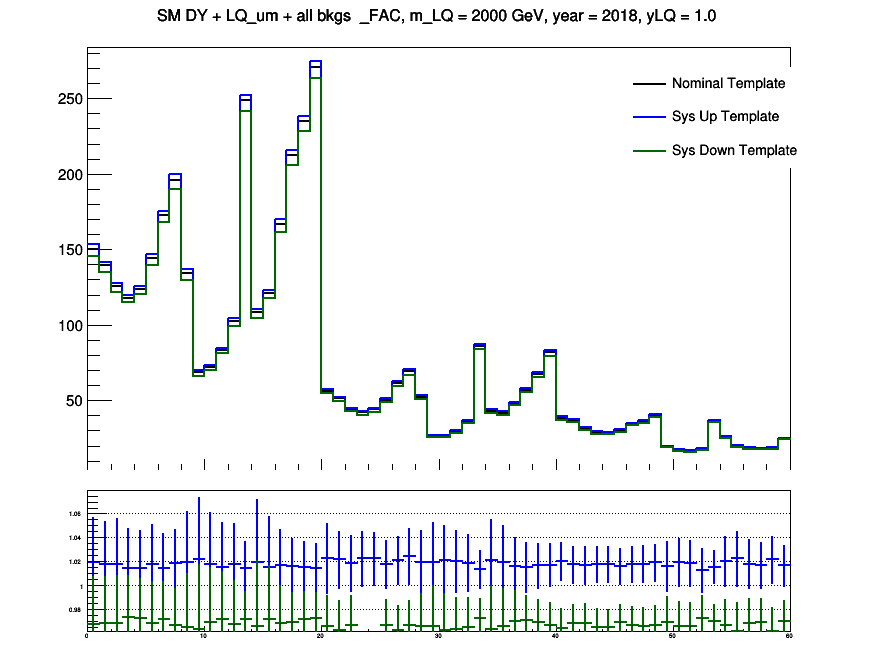 SM DY + LQ_um + all bkgs _FAC, m_LQ = 2000 GeV, year = 2018, yLQ = 1.0
Nominal Template
Sys Up Template
Sys Down Template
250
200
150
100
50
1.06
1.04
1.02
1
0.98
0 10 20 30 40 50 60